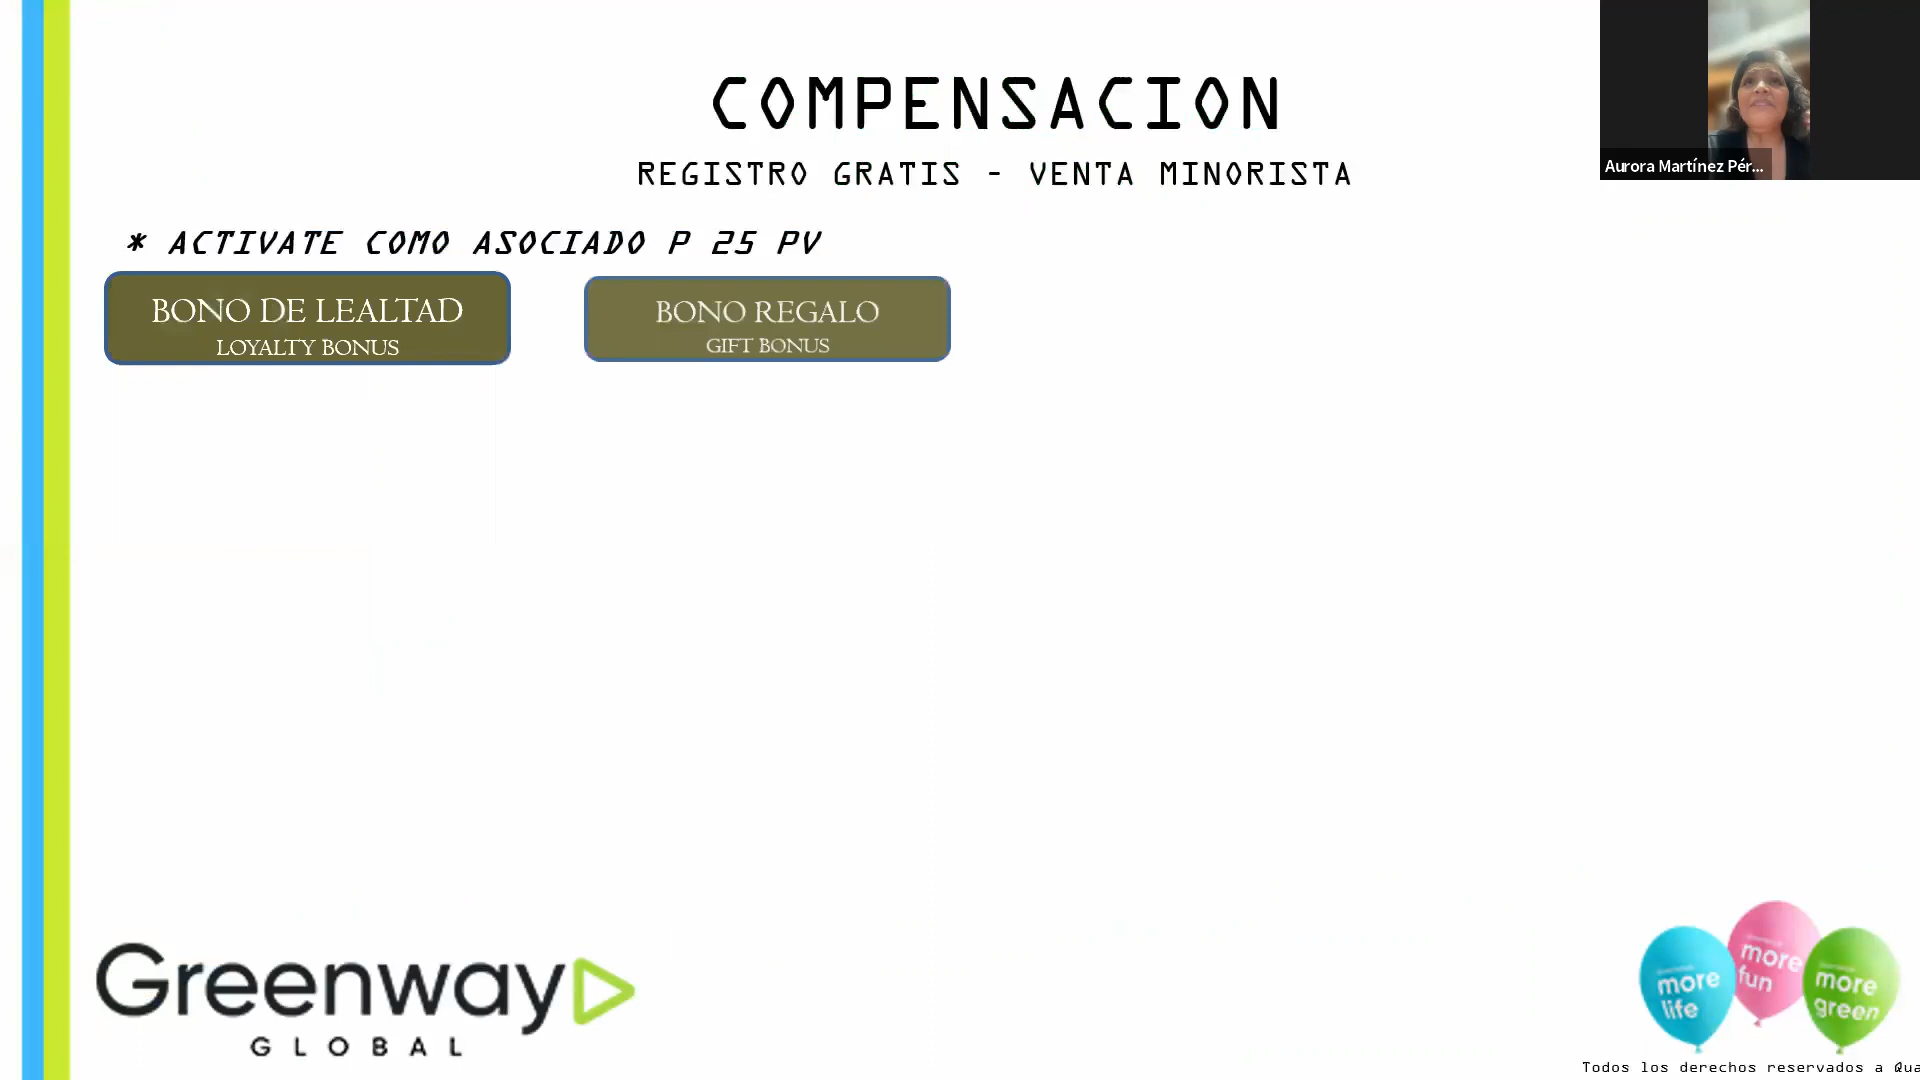 COMPENSACION
REGISTRO GRATIS - VENTA MINORISTA
Aurora Martínez Pér...
* ACTIVATE COMO ASOCIADO P 25 PV
BONO DE LEALTAD
LOYALTY BONUS
BONO REGALO
GIFT BONUS
Greenway
GLOBAL
more
life
more
fun
more
green
Todos los derechos reservados a Qua